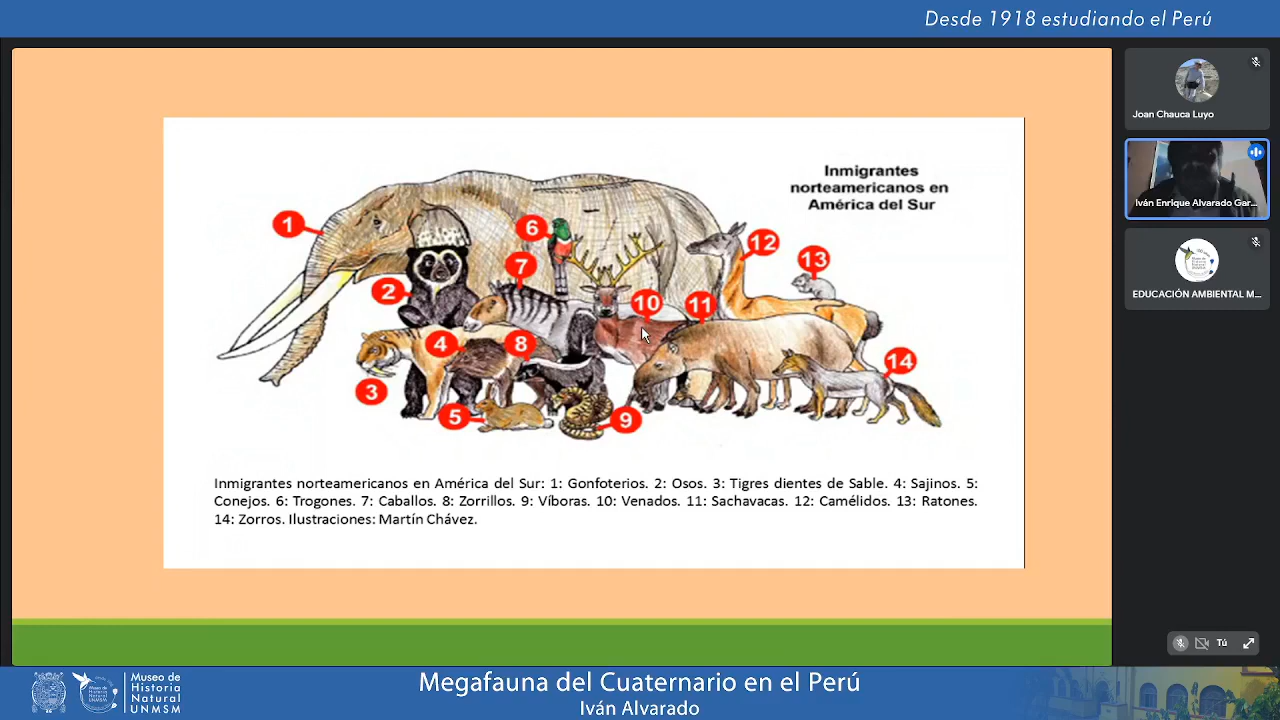 Desde 1918 estudiando el Perú
Inmigrantes
norteamericanos en
América del Sur
1
2
3
4
5
6
7
8
9
10
11
12
13
14
Inmigrantes norteamericanos en América del Sur: 1: Gonfoterios. 2: Osos. 3: Tigres dientes de Sable. 4: Sajinos. 5:
Conejos. 6: Trogones. 7: Caballos. 8: Zorrillos. 9: Víboras. 10: Venados. 11: Sachavacas. 12: Camélidos. 13: Ratones.
14: Zorros. Ilustraciones: Martín Chávez.
Joan Chauca Luyo
Iván Enrique Alvarado Gar...
EDUCACIÓN AMBIENTAL M...
Tú
Museo de
Historia
Natural
UNMSM
Megafauna del Cuaternario en el Perú
Iván Alvarado